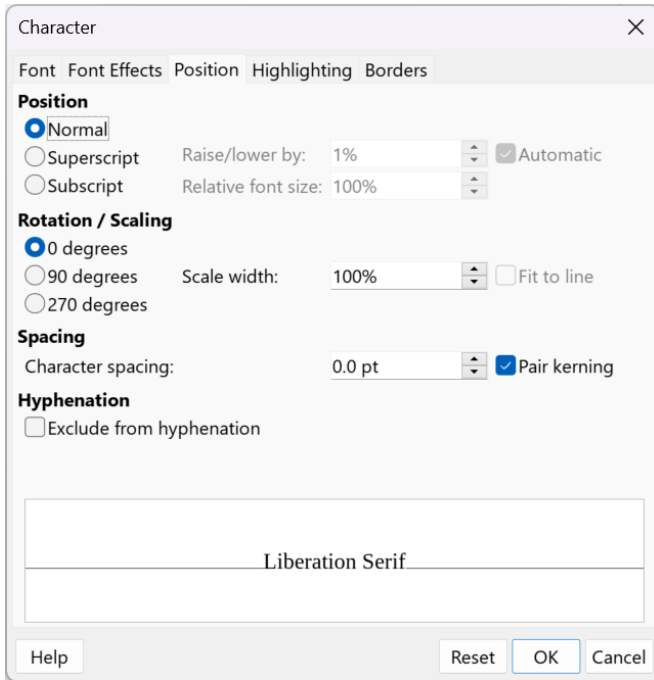 Character
Font Font Effects Position Highlighting Borders
Position
Normal
Superscript Raise/lower by: 1% Automatic
Subscript Relative font size: 100%
Rotation / Scaling
0 degrees
90 degrees Scale width: 100% Fit to line
270 degrees
Spacing
Character spacing: 0.0 pt Pair kerning
Hyphenation
Exclude from hyphenation
Liberation Serif
Help Reset OK Cancel